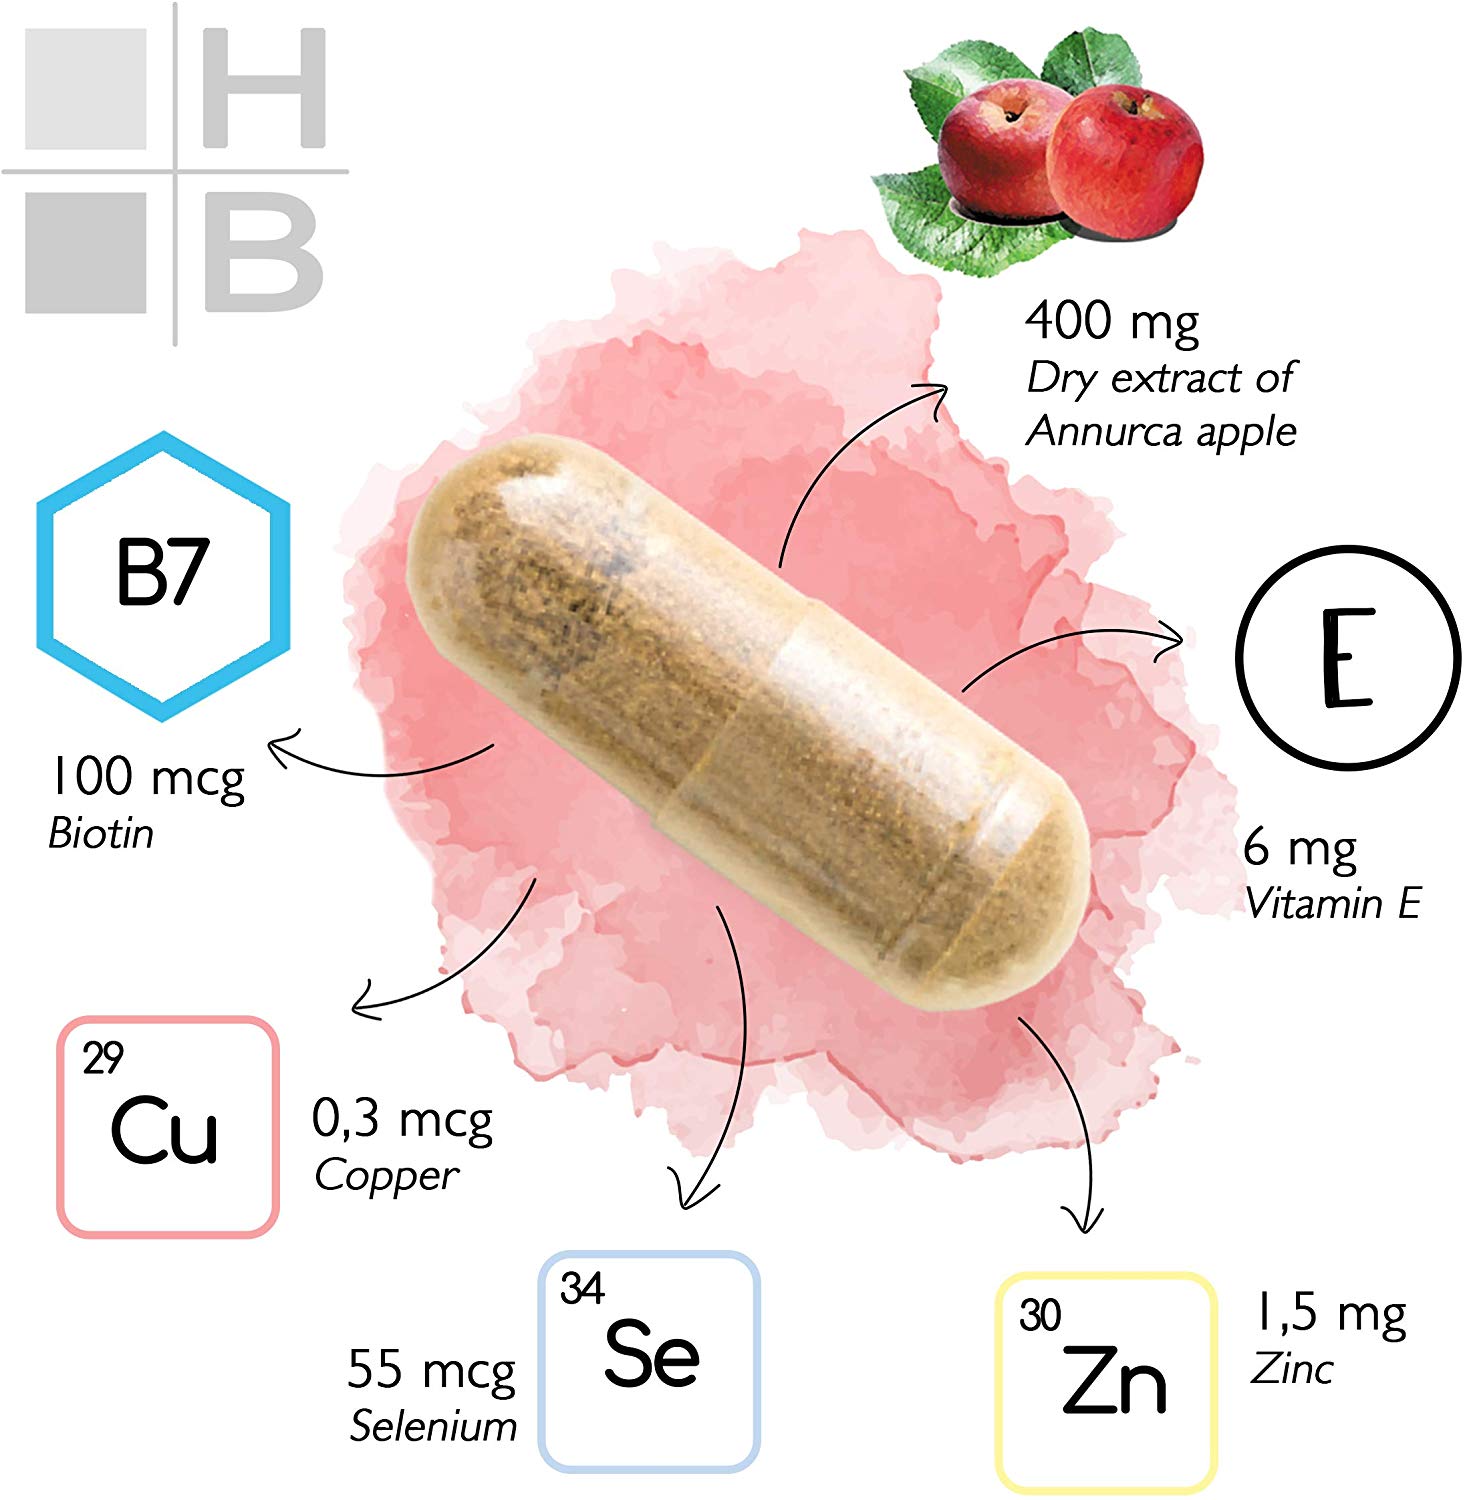 H
B
400 mg
Dry extract of
Annurca apple
B7
100 mcg
Biotin
E
6 mg
Vitamin E
29
Cu
0,3 mcg
Copper
34
Se
55 mcg
Selenium
30
Zn
1,5 mg
Zinc